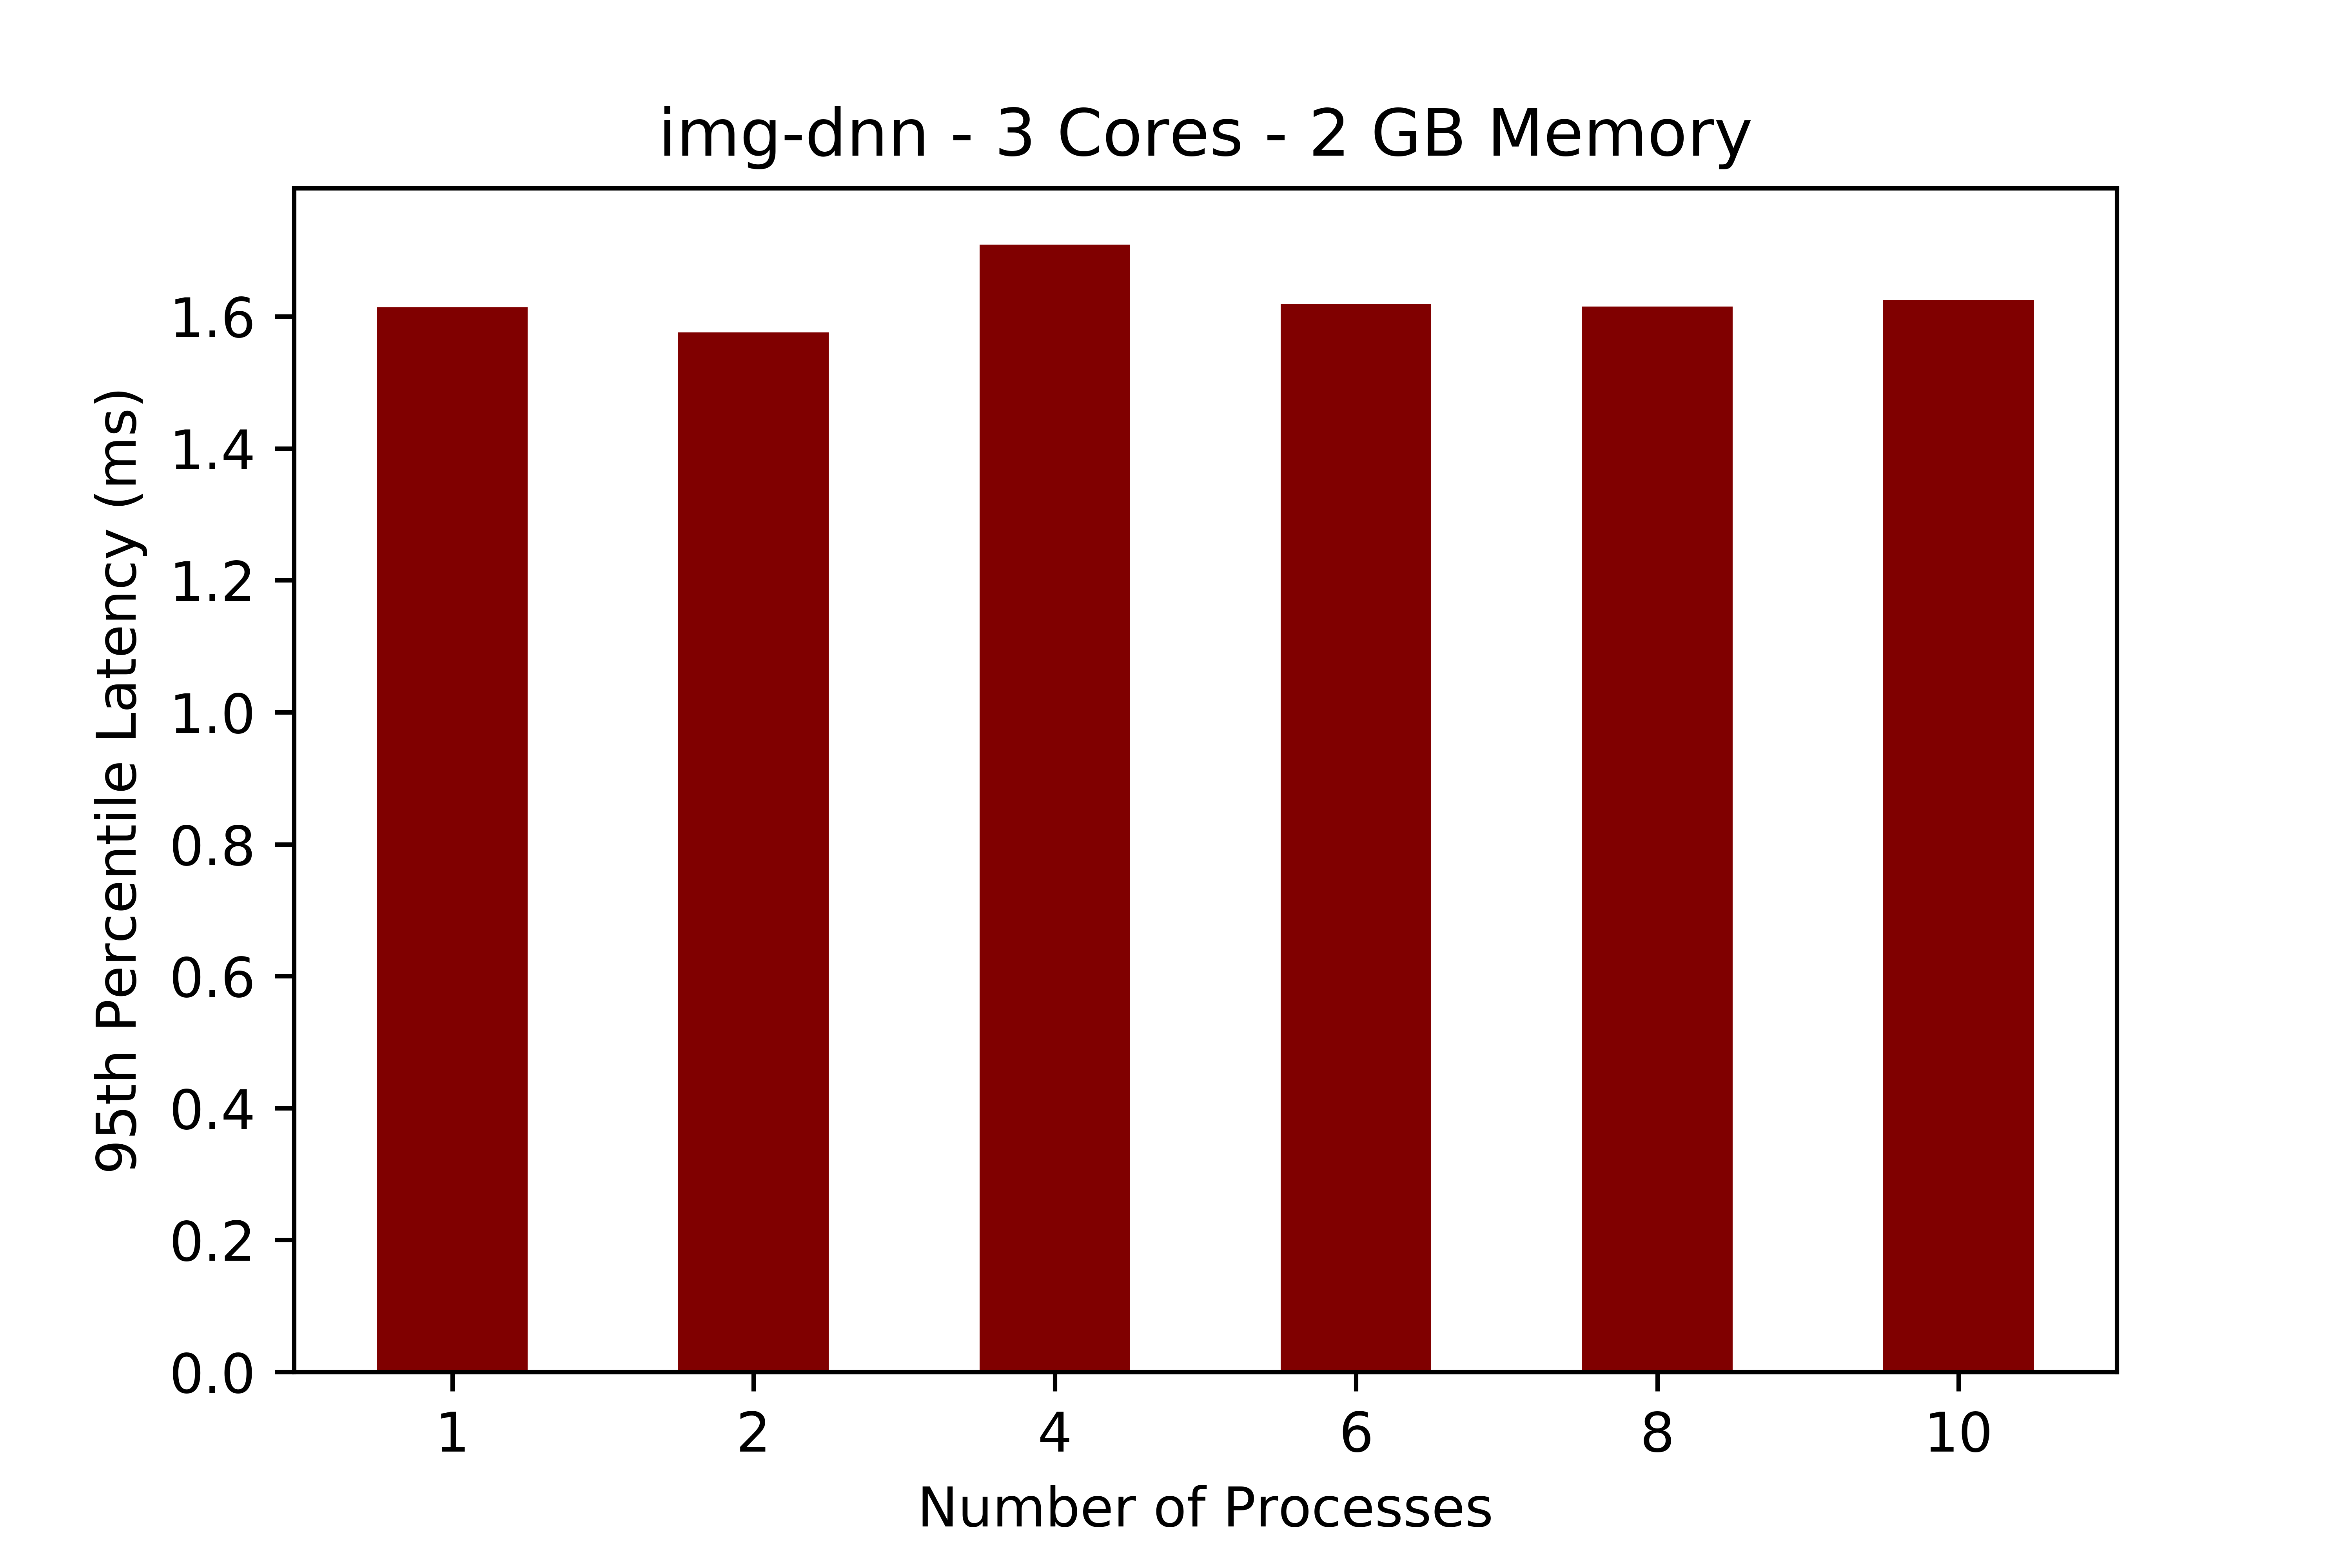 img-dnn - 3 Cores - 2 GB Memory
95th Percentile Latency (ms)
1.6
1.4
1.2
1.0
0.8
0.6
0.4
0.2
0.0
1 2 4 6 8 10
Number of Processes